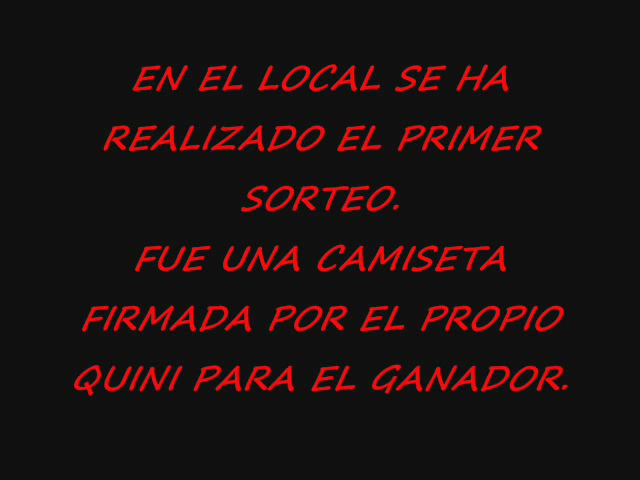 EN EL LOCAL SE HA
REALIZADO EL PRIMER
SORTEO.
FUE UNA CAMISETA
FIRMADA POR EL PROPIO
QUINI PARA EL GANADOR.